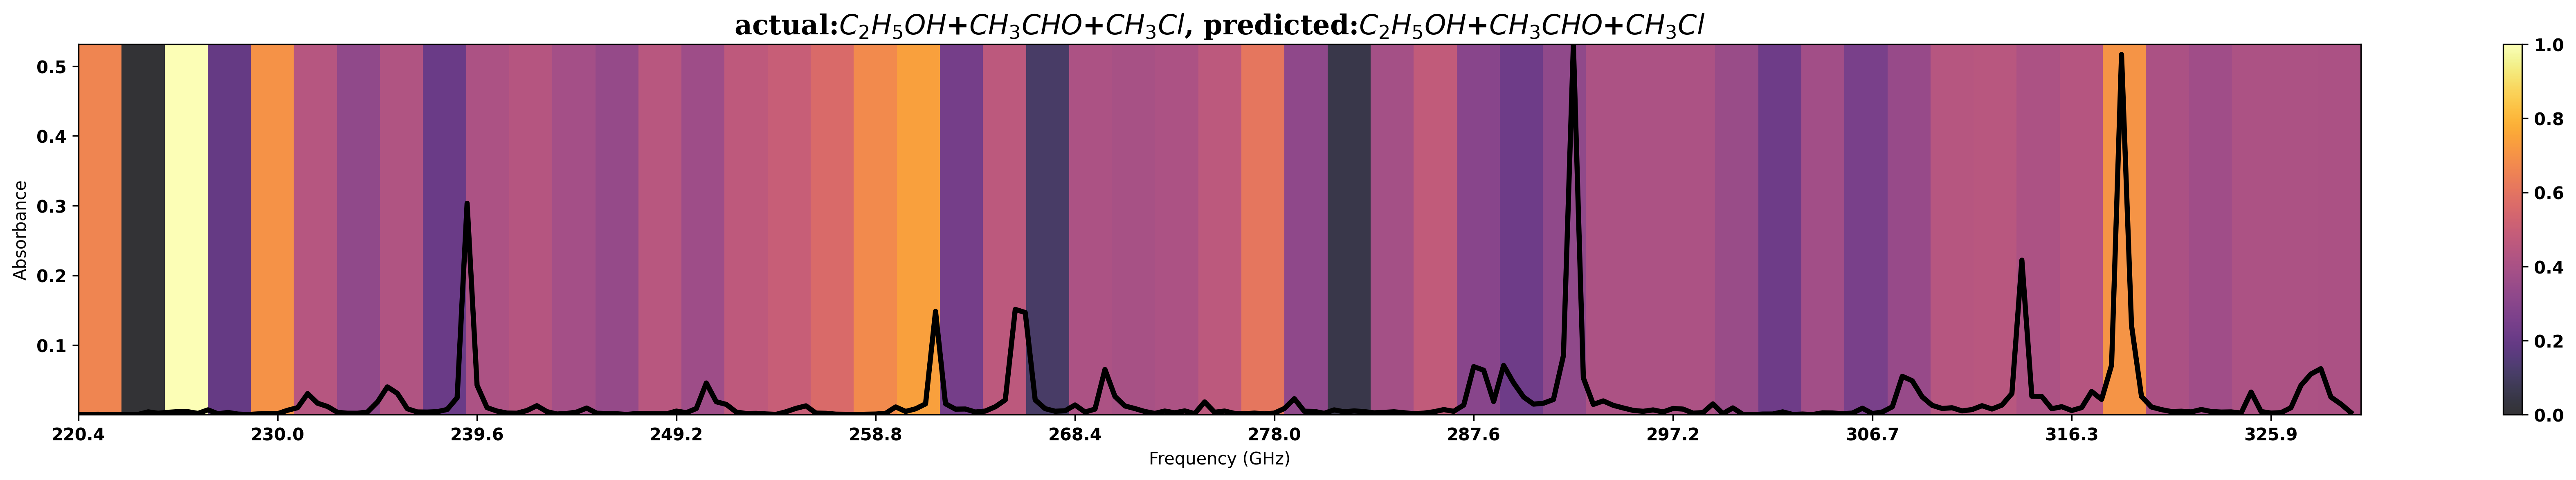 actual:C₂H₅OH+CH₃CHO+CH₃Cl, predicted:C₂H₅OH+CH₃CHO+CH₃Cl
Absorbance
0.5
0.4
0.3
0.2
0.1
220.4 230.0 239.6 249.2 258.8 268.4 278.0 287.6 297.2 306.7 316.3 325.9
Frequency (GHz)
1.0
0.8
0.6
0.4
0.2
0.0